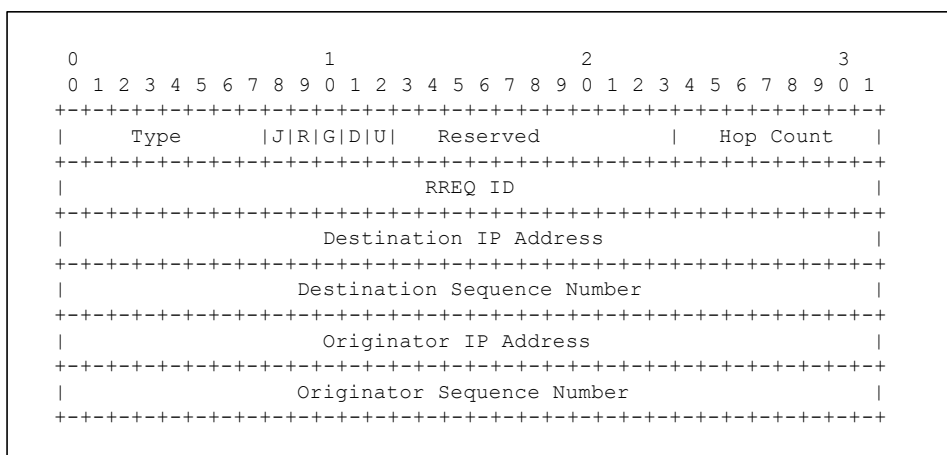 0                   1                   2                   3
0 1 2 3 4 5 6 7 8 9 0 1 2 3 4 5 6 7 8 9 0 1 2 3 4 5 6 7 8 9 0 1
+-+-+-+-+-+-+-+-+-+-+-+-+-+-+-+-+-+-+-+-+-+-+-+-+-+-+-+-+-+-+-+-+
|     Type      |J|R|G|D|U|   Reserved          |   Hop Count   |
+-+-+-+-+-+-+-+-+-+-+-+-+-+-+-+-+-+-+-+-+-+-+-+-+-+-+-+-+-+-+-+-+
|                            RREQ ID                            |
+-+-+-+-+-+-+-+-+-+-+-+-+-+-+-+-+-+-+-+-+-+-+-+-+-+-+-+-+-+-+-+-+
|                    Destination IP Address                     |
+-+-+-+-+-+-+-+-+-+-+-+-+-+-+-+-+-+-+-+-+-+-+-+-+-+-+-+-+-+-+-+-+
|                  Destination Sequence Number                  |
+-+-+-+-+-+-+-+-+-+-+-+-+-+-+-+-+-+-+-+-+-+-+-+-+-+-+-+-+-+-+-+-+
|                    Originator IP Address                      |
+-+-+-+-+-+-+-+-+-+-+-+-+-+-+-+-+-+-+-+-+-+-+-+-+-+-+-+-+-+-+-+-+
|                  Originator Sequence Number                   |
+-+-+-+-+-+-+-+-+-+-+-+-+-+-+-+-+-+-+-+-+-+-+-+-+-+-+-+-+-+-+-+-+